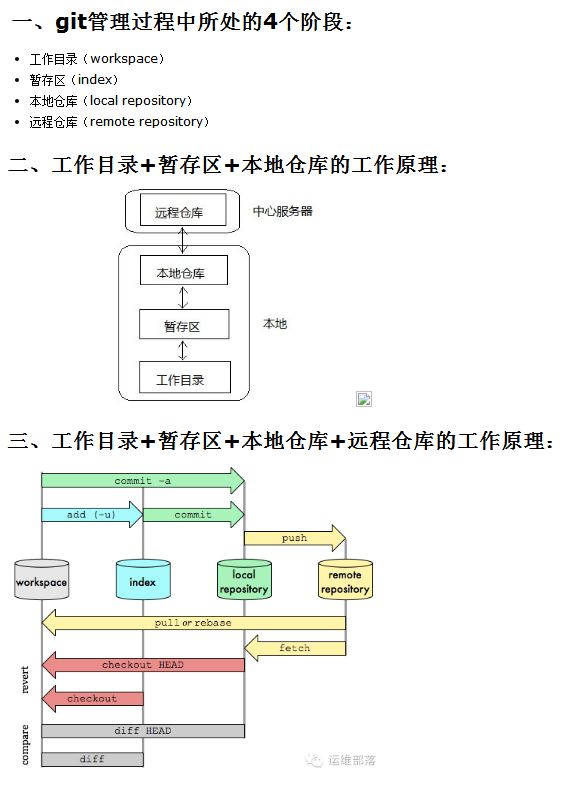 一、git管理过程中所处的4个阶段：
工作目录（workspace）
暂存区（index）
本地仓库（local repository）
远程仓库（remote repository）
二、工作目录+暂存区+本地仓库的工作原理：
远程仓库 中心服务器
本地仓库
暂存区 本地
工作目录
三、工作目录+暂存区+本地仓库+远程仓库的工作原理：
commit -a
add (-u) commit
push
workspace index local repository remote repository
pull or rebase
fetch
revert
checkout HEAD
checkout
compare
diff HEAD
diff
运维部落